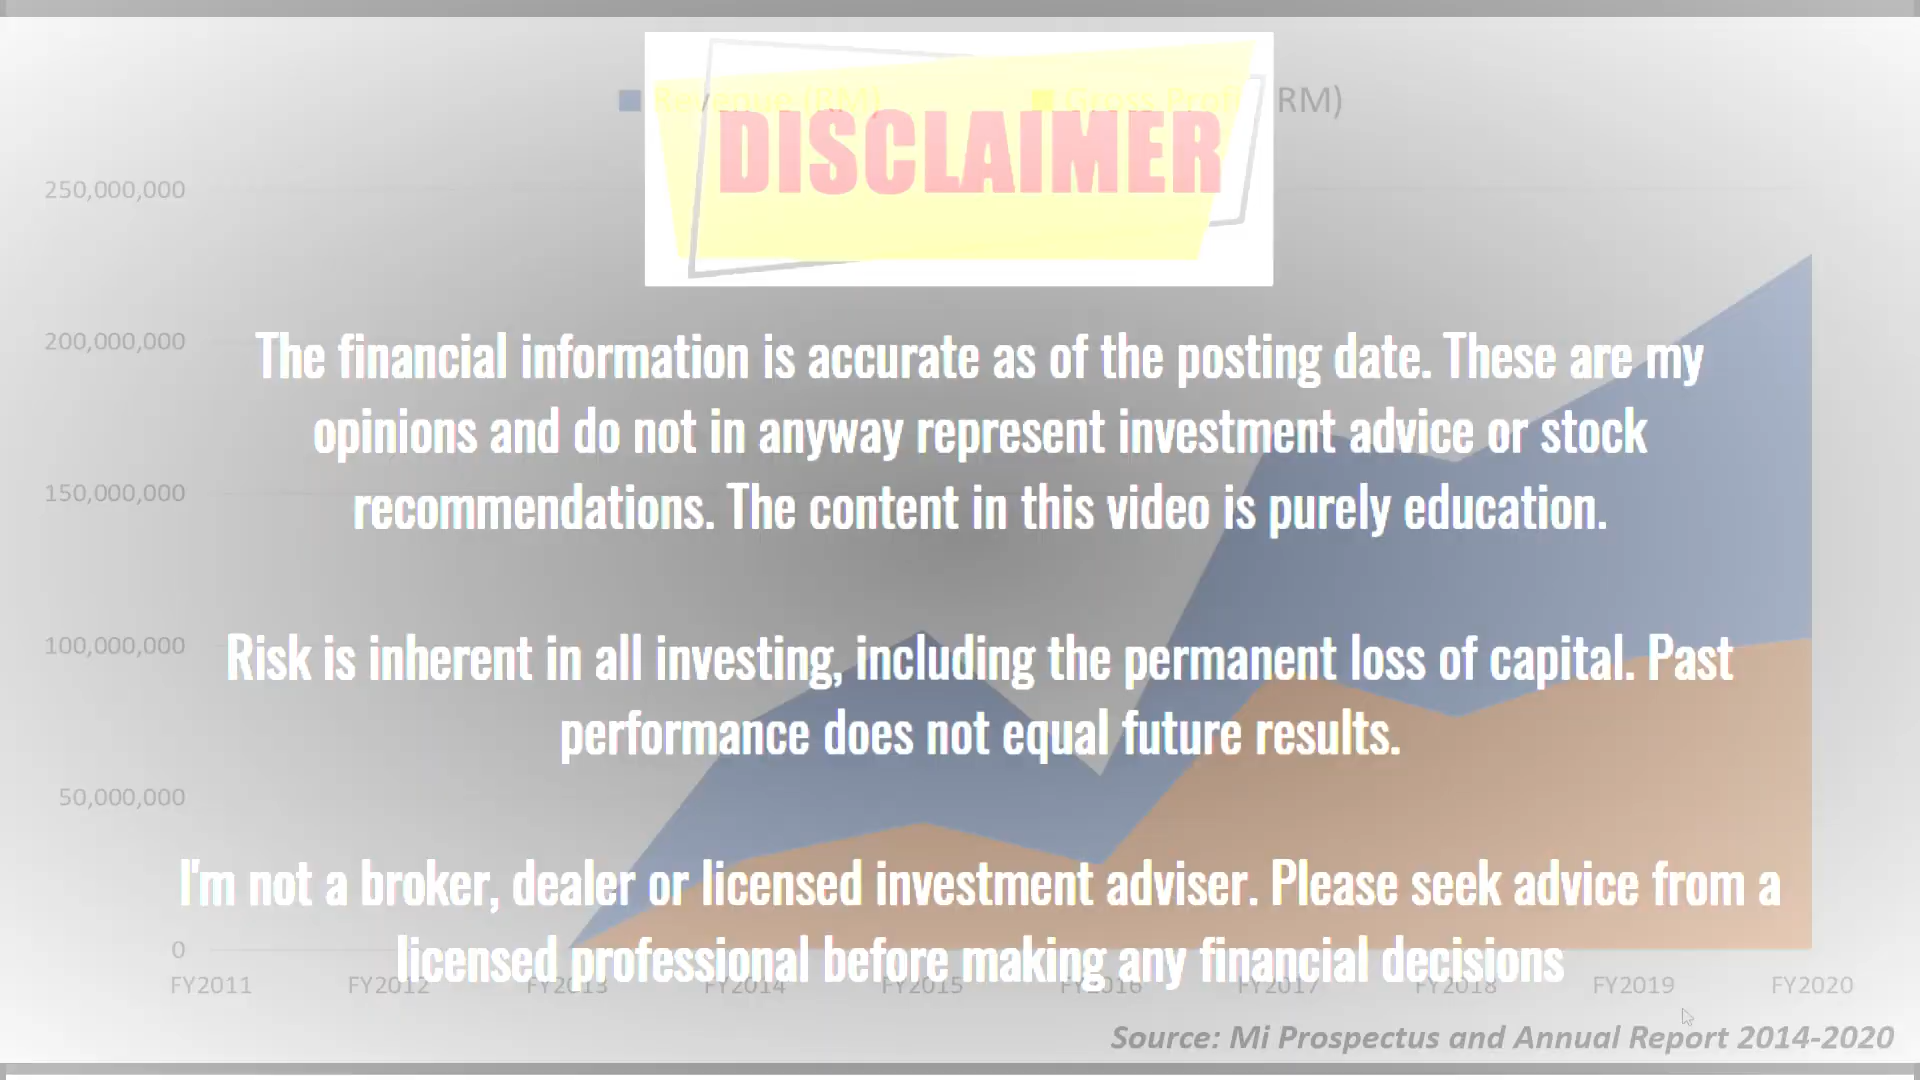 Revenue (RM) Gross Profit (RM)
DISCLAIMER
250,000,000
200,000,000
The financial information is accurate as of the posting date. These are my
opinions and do not in anyway represent investment advice or stock
150,000,000
recommendations. The content in this video is purely education.
100,000,000
Risk is inherent in all investing, including the permanent loss of capital. Past
performance does not equal future results.
50,000,000
I'm not a broker, dealer or licensed investment adviser. Please seek advice from a
0
licensed professional before making any financial decisions
FY2011 FY2012 FY2013 FY2014 FY2015 FY2016 FY2017 FY2018 FY2019 FY2020
Source: Mi Prospectus and Annual Report 2014-2020